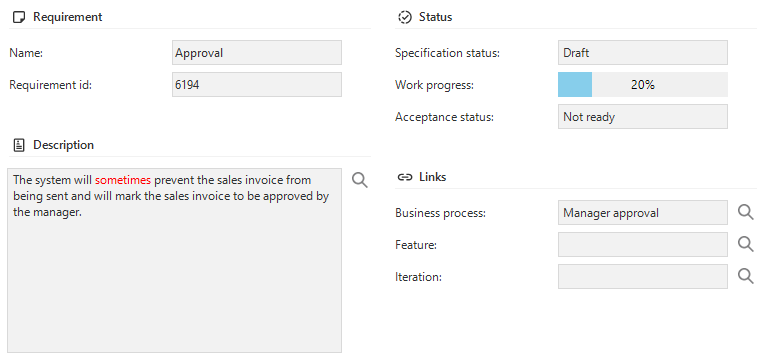 Requirement
Name:
Approval
Requirement id:
6194
Description
The system will sometimes prevent the sales invoice from
being sent and will mark the sales invoice to be approved by
the manager.
Status
Specification status:
Draft
Work progress:
20%
Acceptance status:
Not ready
Links
Business process:
Manager approval
Feature:
Iteration: